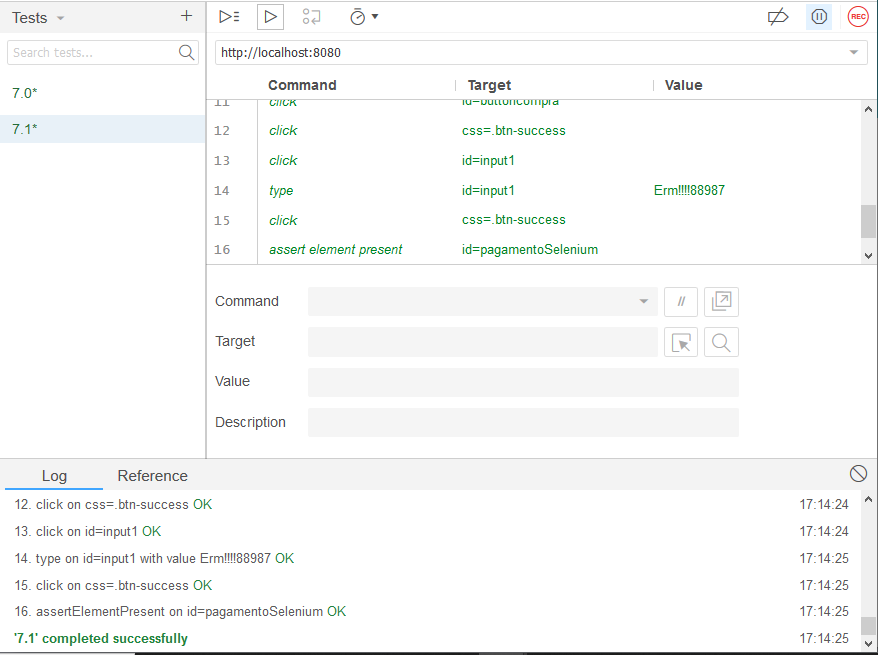 Tests
REC
Search tests...
http://localhost:8080
7.0*
7.1*
Command Target Value
11 click id=buttoncompra
12 click css=.btn-success
13 click id=input1
14 type id=input1 Erm!!!!88987
15 click css=.btn-success
16 assert element present id=pagamentoSelenium
Command //
Target
Value
Description
Log Reference
12. click on css=.btn-success OK 17:14:24
13. click on id=input1 OK 17:14:24
14. type on id=input1 with value Erm!!!!88987 OK 17:14:25
15. click on css=.btn-success OK 17:14:25
16. assertElementPresent on id=pagamentoSelenium OK 17:14:25
'7.1' completed successfully 17:14:25